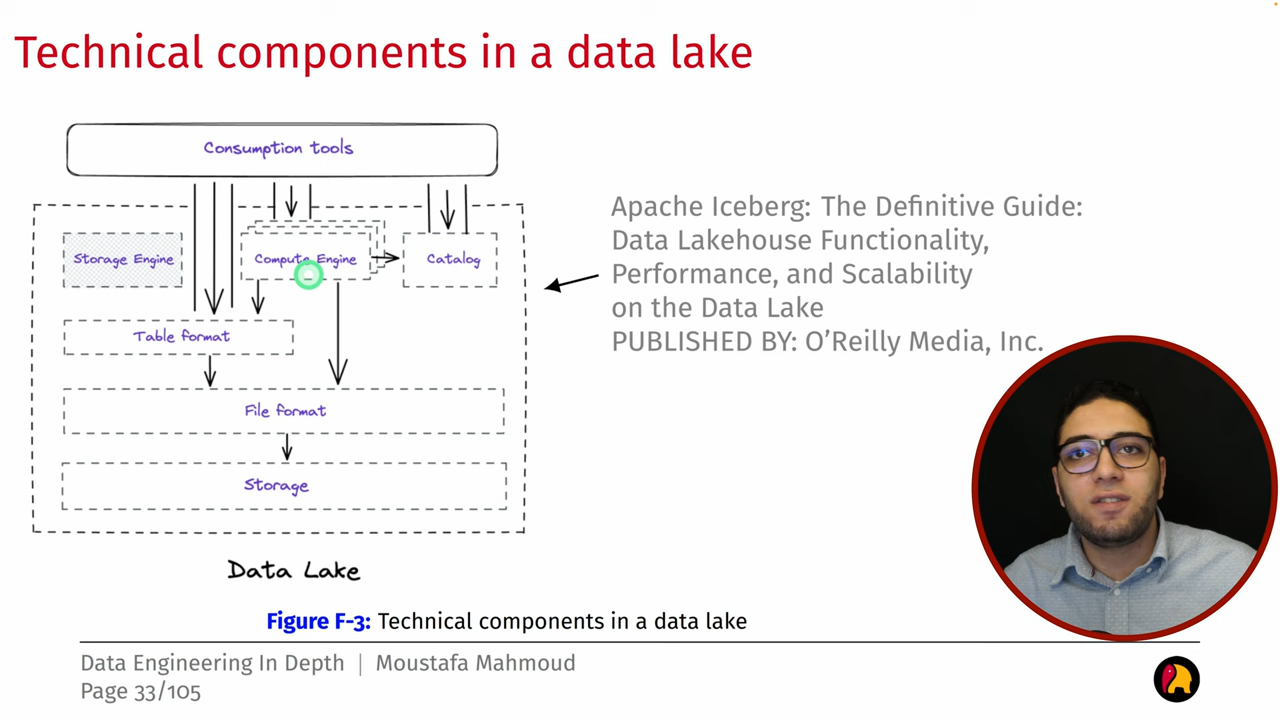 Technical components in a data lake
Consumption tools
Storage Engine
Compute Engine
Catalog
Table format
File format
Storage
Data Lake
Apache Iceberg: The Definitive Guide:
Data Lakehouse Functionality,
Performance, and Scalability
on the Data Lake
PUBLISHED BY: O’Reilly Media, Inc.
Figure F-3: Technical components in a data lake
Data Engineering In Depth | Moustafa Mahmoud
Page 33/105